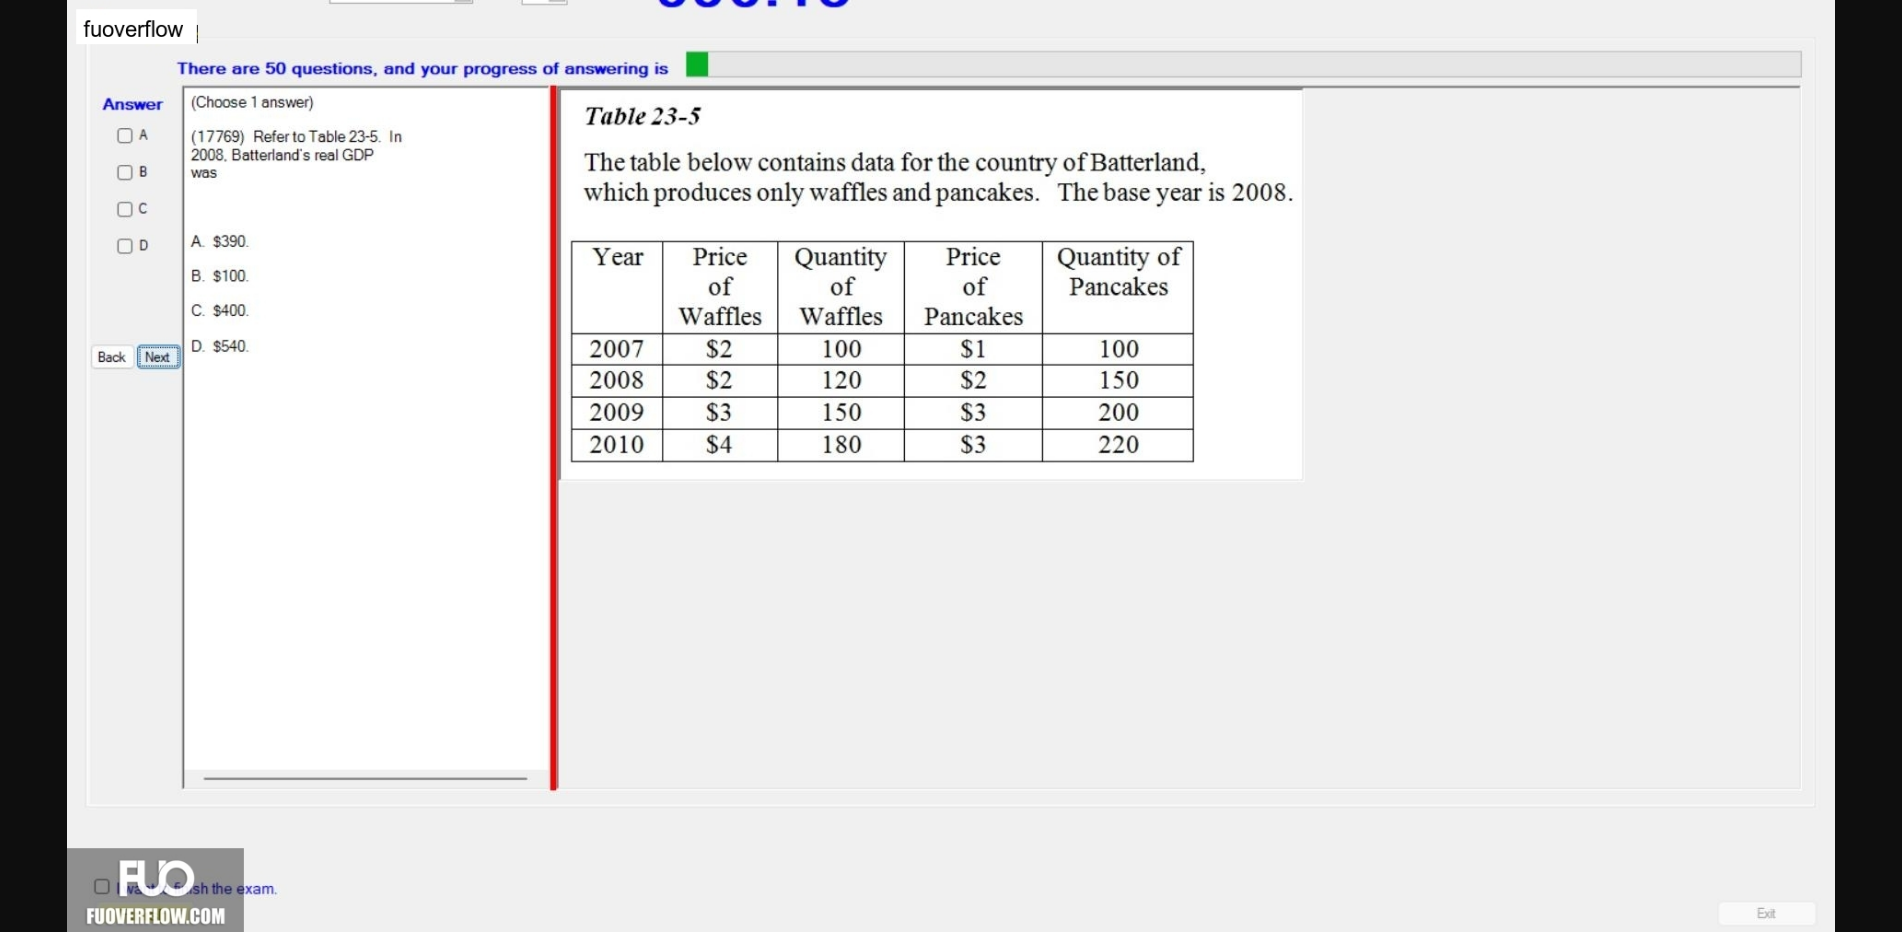 fuoverflow
There are 50 questions, and your progress of answering is
Answer
A
B
C
D
Back Next
(Choose 1 answer)
(17769) Refer to Table 23-5. In
2008, Batterland's real GDP
was
A. $390.
B. $100.
C. $400.
D. $540.
Table 23-5
The table below contains data for the country of Batterland,
which produces only waffles and pancakes. The base year is 2008.
Year Price of Waffles Quantity of Waffles Price of Pancakes Quantity of Pancakes
2007 $2 100 $1 100
2008 $2 120 $2 150
2009 $3 150 $3 200
2010 $4 180 $3 220
FUO
sh the exam.
FUOVERFLOW.COM
Exit